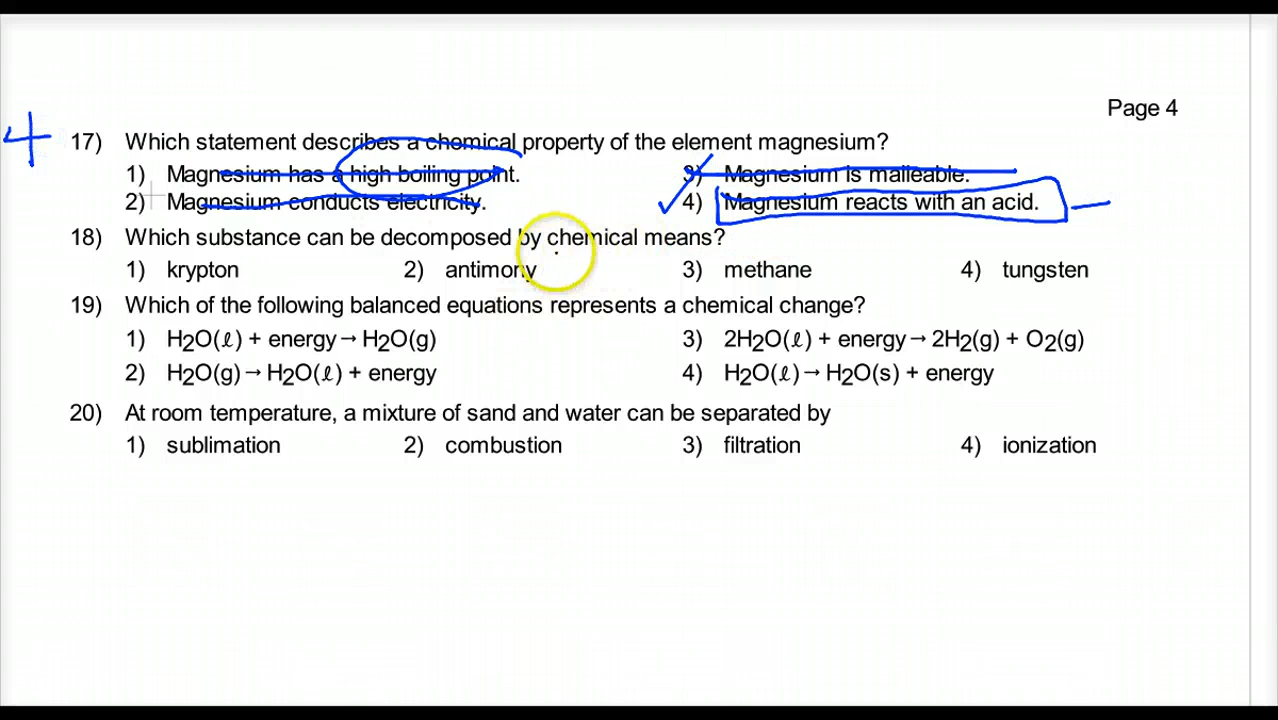 Page 4
4
17) Which statement describes a chemical property of the element magnesium?
1) Magnesium has a high boiling point. 3) Magnesium is malleable.
2) Magnesium conducts electricity. 4) Magnesium reacts with an acid.
18) Which substance can be decomposed by chemical means?
1) krypton 2) antimony 3) methane 4) tungsten
19) Which of the following balanced equations represents a chemical change?
1) H2O(ℓ) + energy → H2O(g) 3) 2H2O(ℓ) + energy → 2H2(g) + O2(g)
2) H2O(g) → H2O(ℓ) + energy 4) H2O(ℓ) → H2O(s) + energy
20) At room temperature, a mixture of sand and water can be separated by
1) sublimation 2) combustion 3) filtration 4) ionization